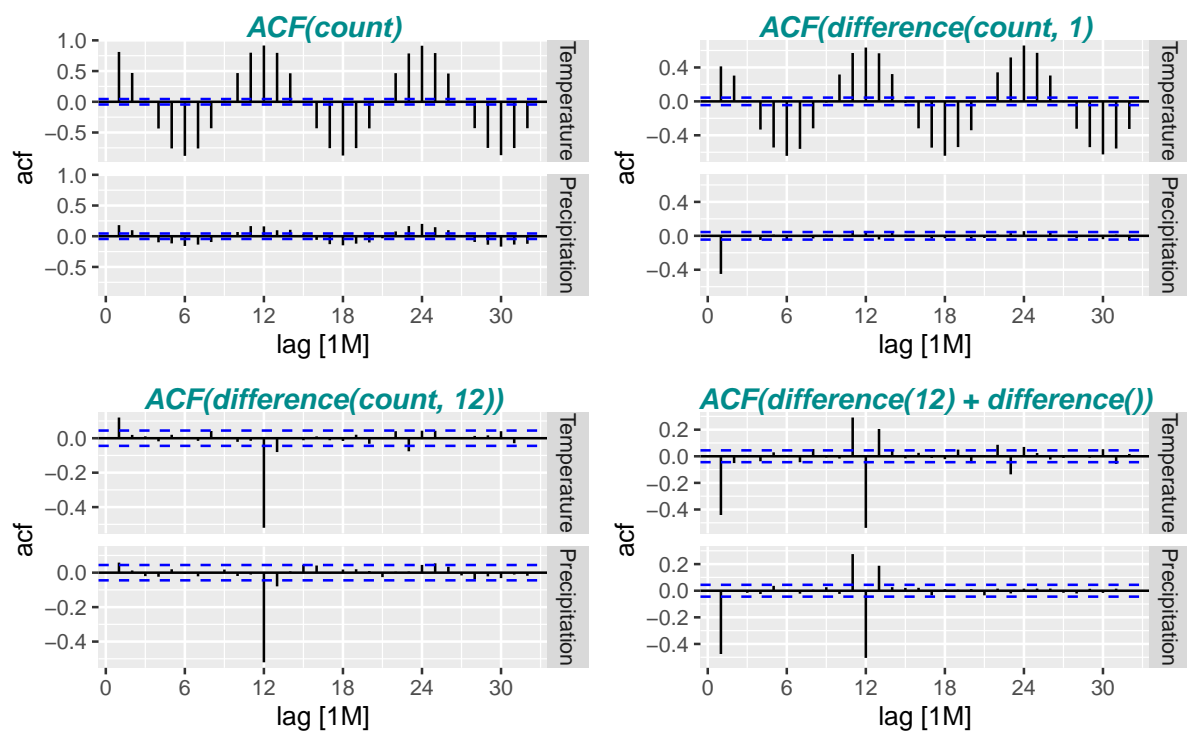 ACF(count)
1.0
0.5
0.0
−0.5
Temperature
1.0
0.5
0.0
−0.5
Precipitation
acf
0 6 12 18 24 30
lag [1M]
ACF(difference(count, 1)
0.4
0.0
−0.4
Temperature
0.4
0.0
−0.4
Precipitation
acf
0 6 12 18 24 30
lag [1M]
ACF(difference(count, 12))
0.0
−0.2
−0.4
Temperature
0.0
−0.2
−0.4
Precipitation
acf
0 6 12 18 24 30
lag [1M]
ACF(difference(12) + difference())
0.2
0.0
−0.2
−0.4
Temperature
0.2
0.0
−0.2
−0.4
Precipitation
acf
0 6 12 18 24 30
lag [1M]